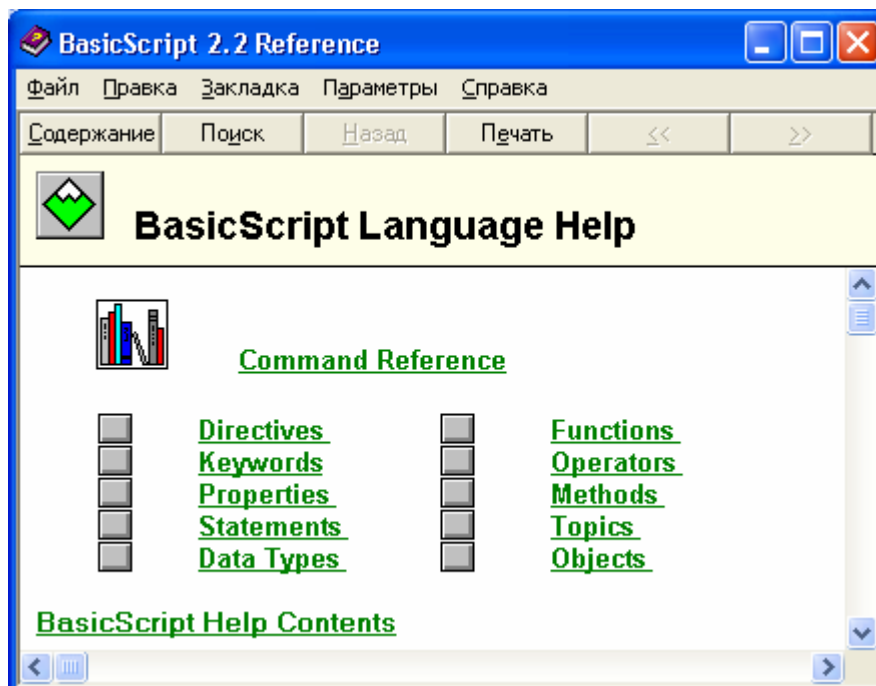 BasicScript 2.2 Reference
Файл Правка Закладка Параметры Справка
Содержание Поиск Назад Печать << >>
BasicScript Language Help
Command Reference
Directives Functions
Keywords Operators
Properties Methods
Statements Topics
Data Types Objects
BasicScript Help Contents